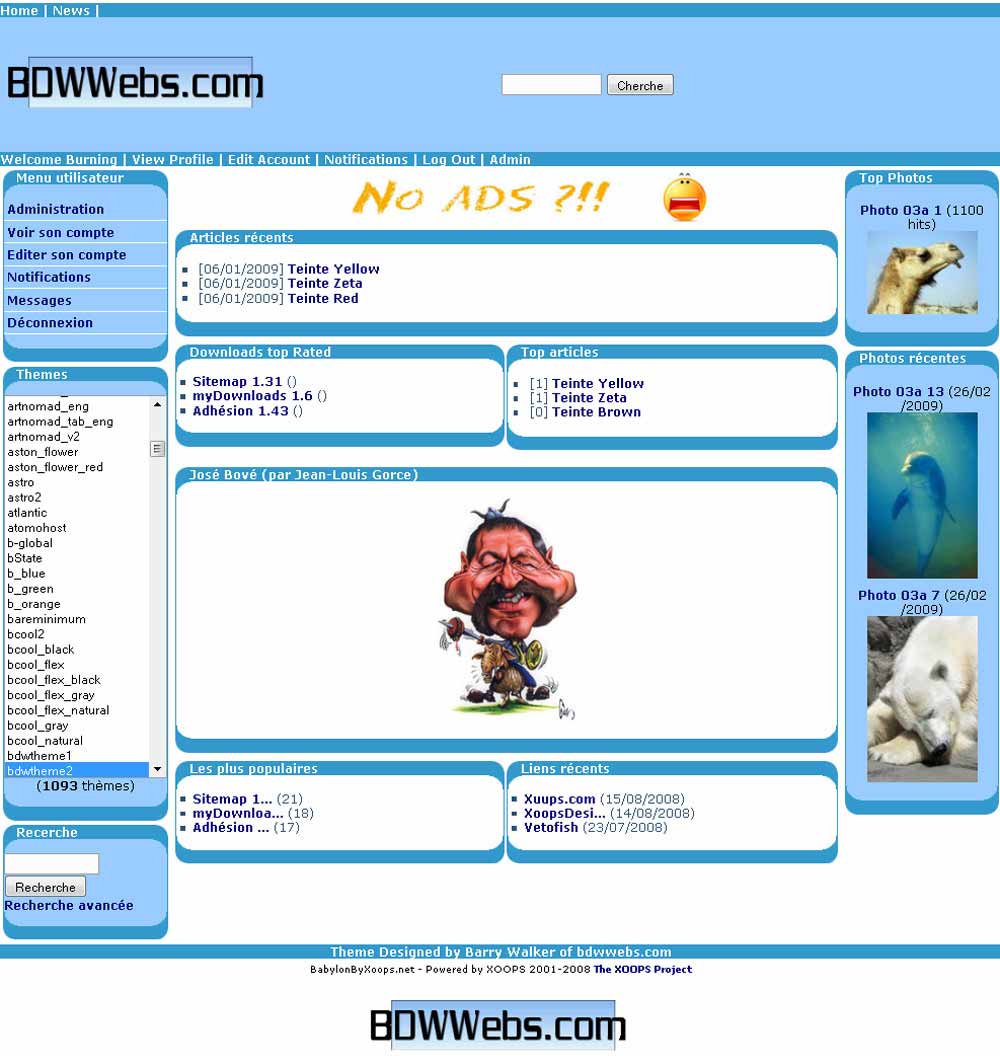 Home | News |
BDWWebs.com
Cherche
Welcome Burning | View Profile | Edit Account | Notifications | Log Out | Admin
Menu utilisateur
Administration
Voir son compte
Editer son compte
Notifications
Messages
Déconnexion
Themes
artnomad_eng
artnomad_tab_eng
artnomad_v2
aston_flower
aston_flower_red
astro
astro2
atlantic
atomohost
b-global
bState
b_blue
b_green
b_orange
bareminimum
bcool2
bcool_black
bcool_flex
bcool_flex_black
bcool_flex_gray
bcool_flex_natural
bcool_gray
bcool_natural
bdwtheme1
bdwtheme2
(1093 thèmes)
Recerche
Recherche
Recherche avancée
No ADS ?!!
Articles récents
[06/01/2009] Teinte Yellow
[06/01/2009] Teinte Zeta
[06/01/2009] Teinte Red
Downloads top Rated
Sitemap 1.31 ()
myDownloads 1.6 ()
Adhésion 1.43 ()
Top articles
[1] Teinte Yellow
[1] Teinte Zeta
[0] Teinte Brown
José Bové (par Jean-Louis Gorce)
Les plus populaires
Sitemap 1... (21)
myDownloa... (18)
Adhésion ... (17)
Liens récents
Xuups.com (15/08/2008)
XoopsDesi... (14/08/2008)
Vetofish (23/07/2008)
Top Photos
Photo 03a 1 (1100
hits)
Photos récentes
Photo 03a 13 (26/02
/2009)
Photo 03a 7 (26/02
/2009)
Theme Designed by Barry Walker of bdwwebs.com
BabylonByXoops.net - Powered by XOOPS 2001-2008 The XOOPS Project
BDWWebs.com